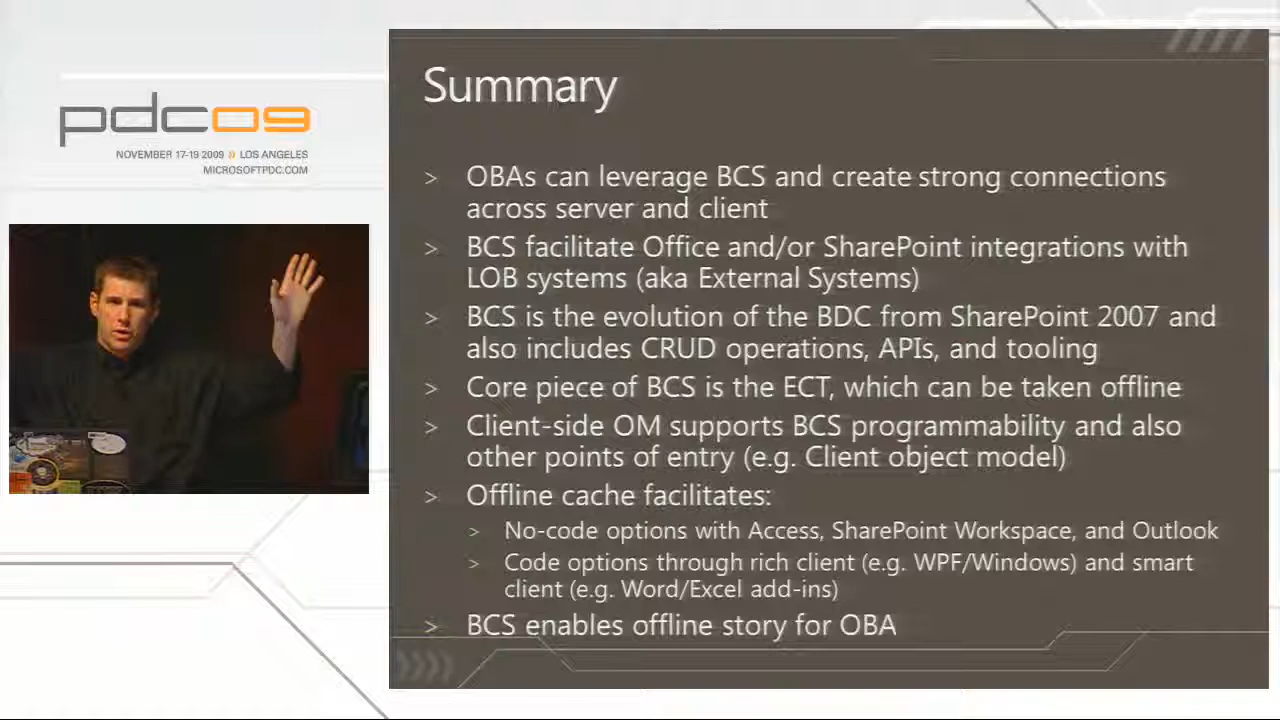 pdc09
NOVEMBER 17-19 2009 » LOS ANGELES
MICROSOFTPDC.COM
Summary
> OBAs can leverage BCS and create strong connections
across server and client
> BCS facilitate Office and/or SharePoint integrations with
LOB systems (aka External Systems)
> BCS is the evolution of the BDC from SharePoint 2007 and
also includes CRUD operations, APIs, and tooling
> Core piece of BCS is the ECT, which can be taken offline
> Client-side OM supports BCS programmability and also
other points of entry (e.g. Client object model)
> Offline cache facilitates:
> No-code options with Access, SharePoint Workspace, and Outlook
> Code options through rich client (e.g. WPF/Windows) and smart
client (e.g. Word/Excel add-ins)
> BCS enables offline story for OBA